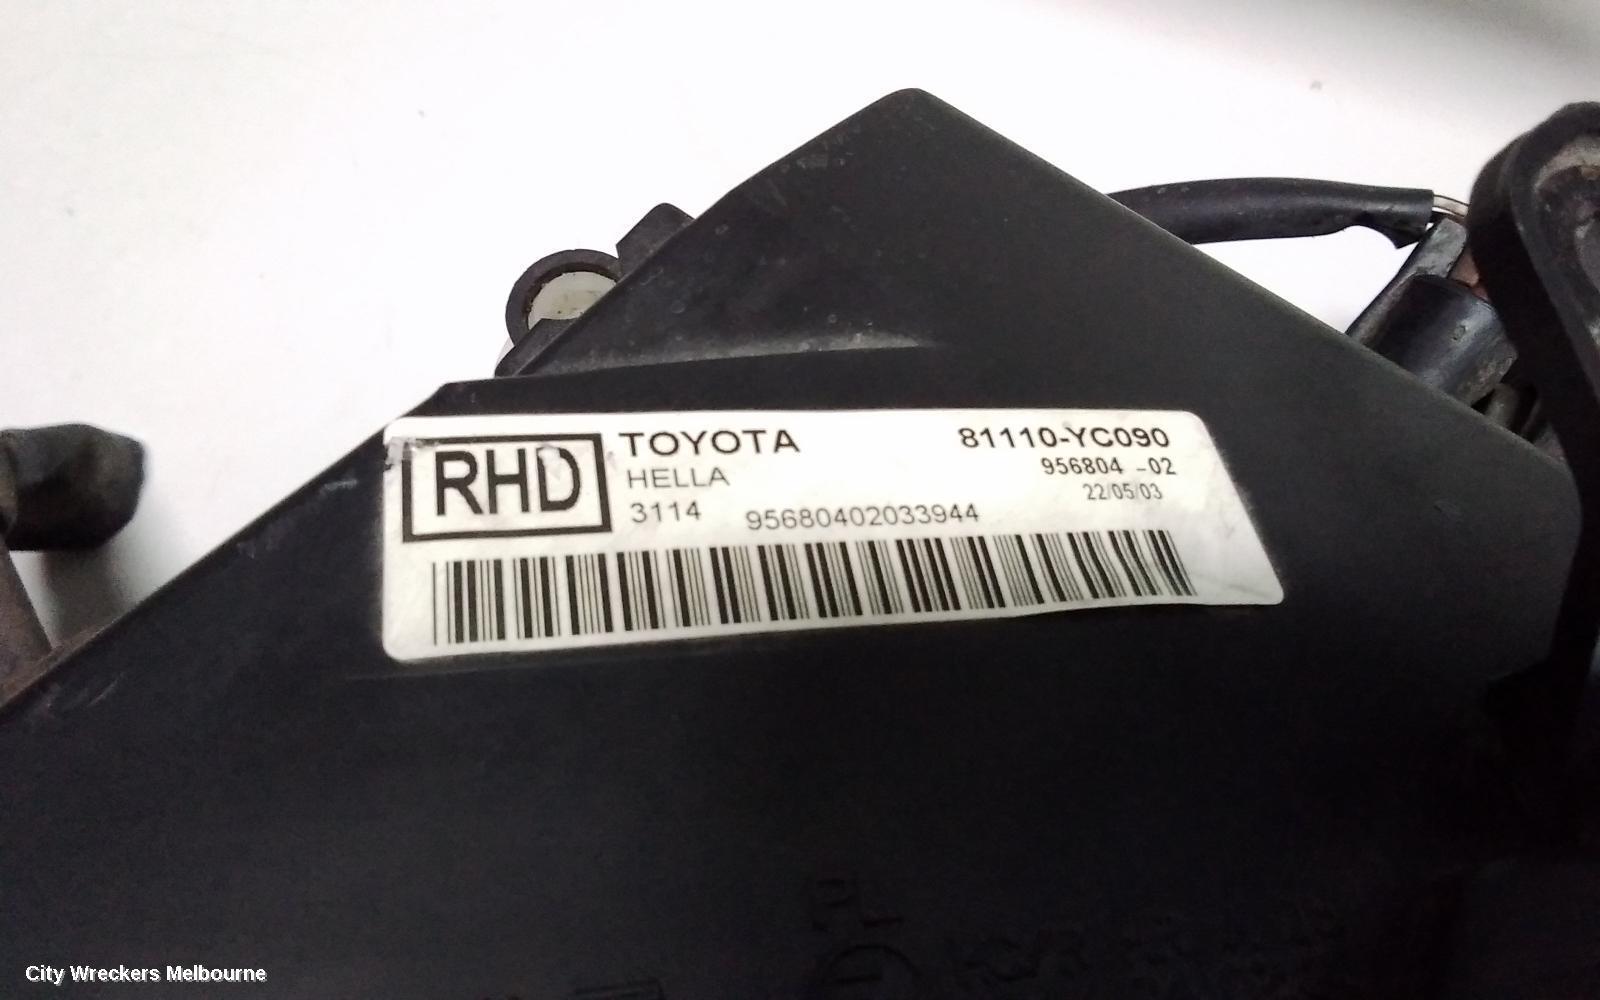 RHD
TOYOTA
81110-YC090
HELLA
956804 -02
22/05/03
3114 95680402033944
City Wreckers Melbourne